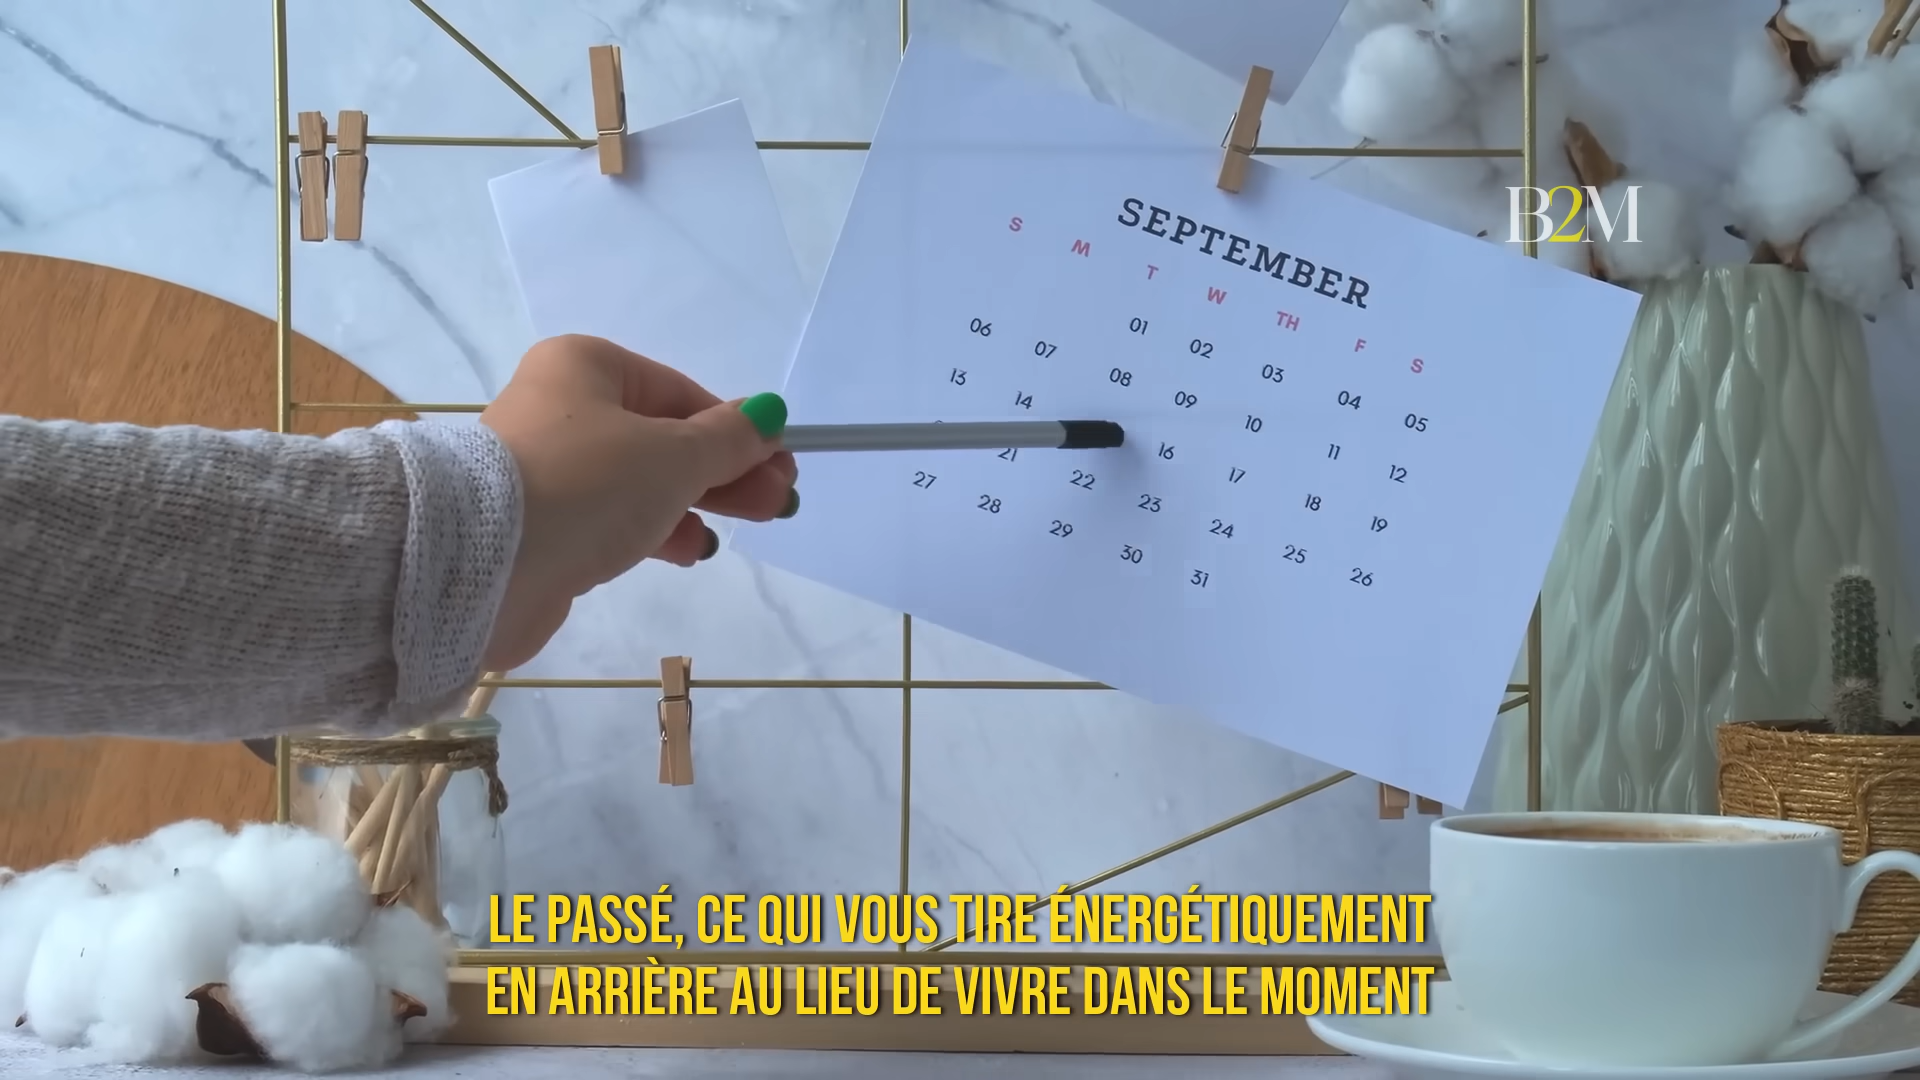 SEPTEMBER
S M T W TH F S
01 02 03 04 05
06 07 08 09 10 11 12
13 14 16 17 18 19
21 22 23 24 25 26
27 28 29 30 31
B2M
LE PASSÉ, CE QUI VOUS TIRE ÉNERGÉTIQUEMENT
EN ARRIÈRE AU LIEU DE VIVRE DANS LE MOMENT